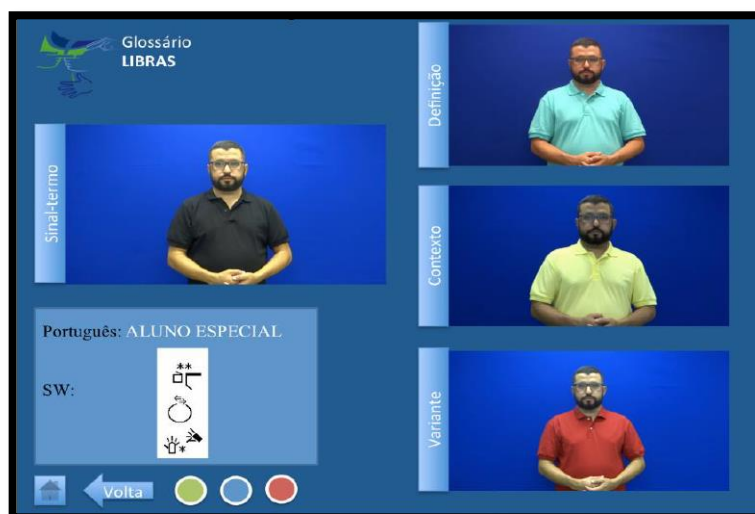 Glossário
LIBRAS
Sinal-termo
Português: ALUNO ESPECIAL
SW:
Volta
Definição
Contexto
Variante